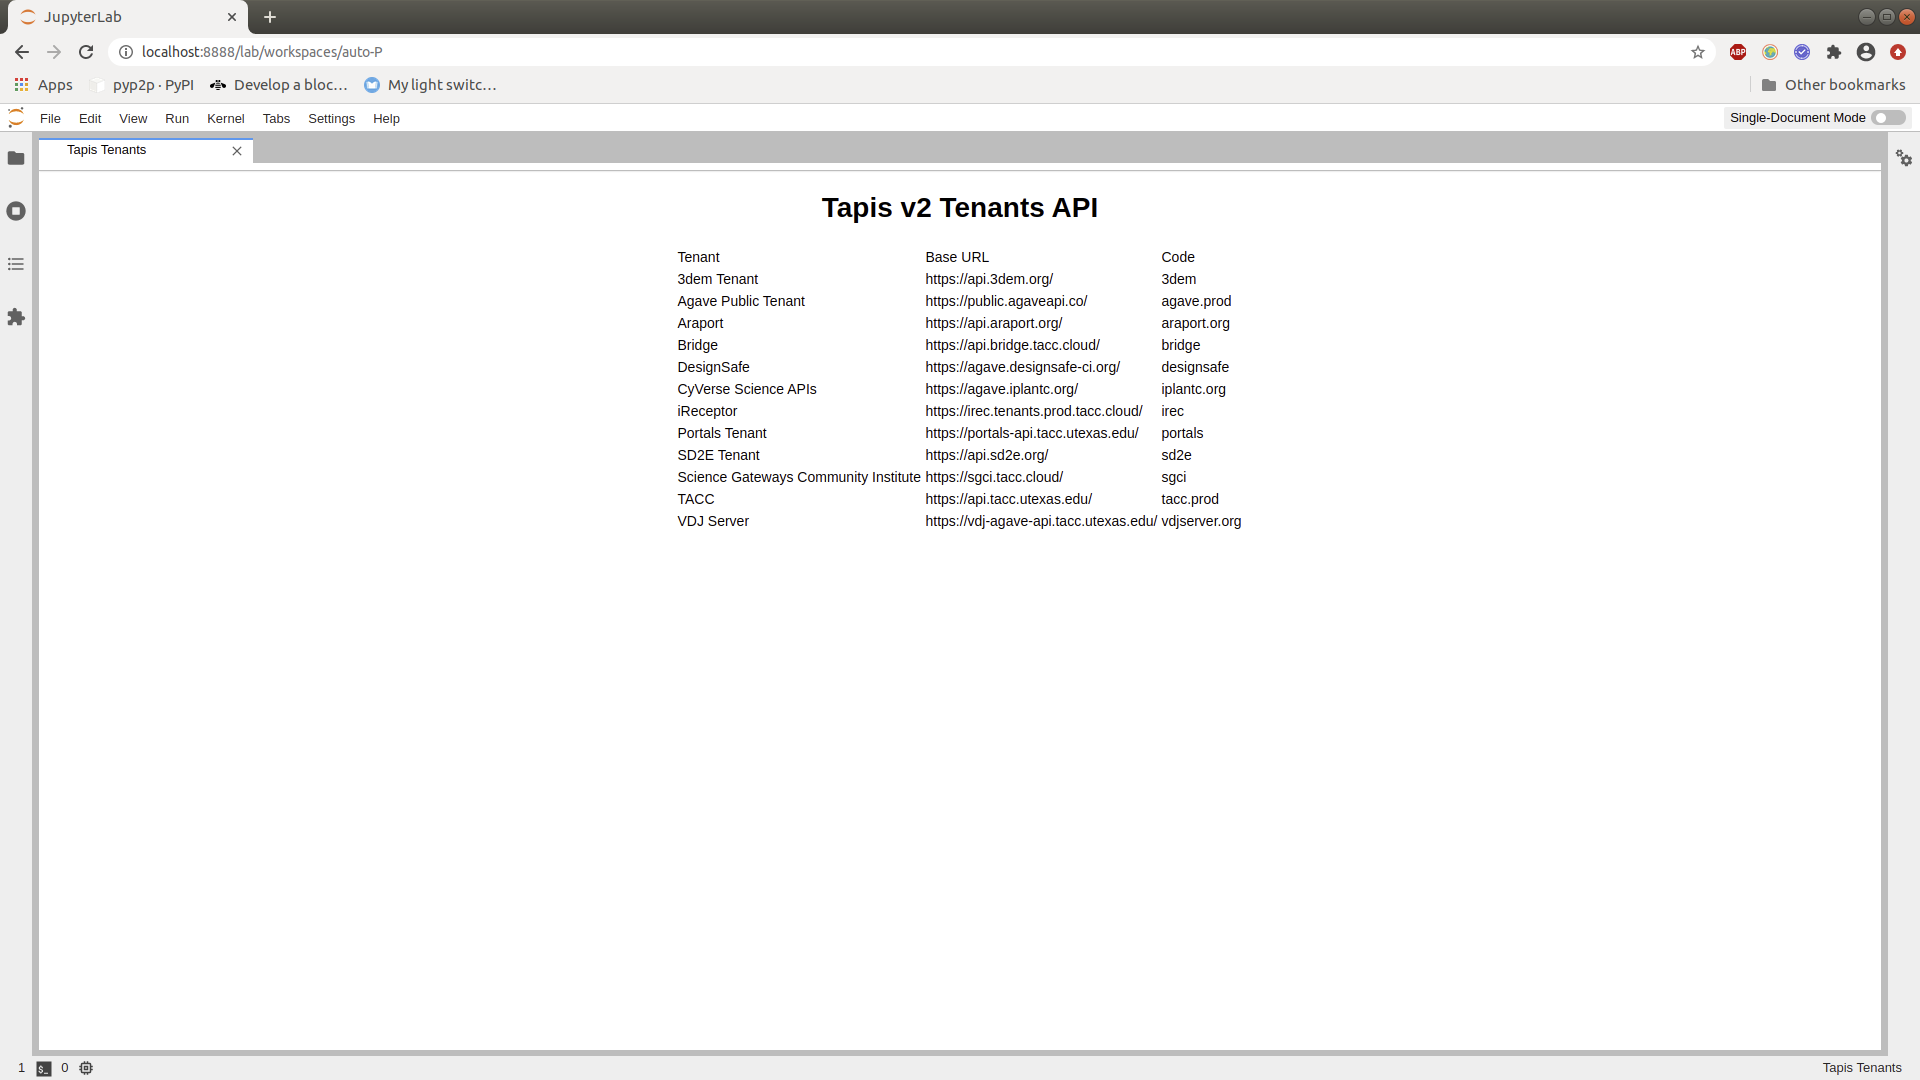 JupyterLab
localhost:8888/lab/workspaces/auto-P
ABP
Apps pyp2p · PyPI Develop a bloc… My light switc… Other bookmarks
File Edit View Run Kernel Tabs Settings Help Single-Document Mode
Tapis Tenants
Tapis v2 Tenants API
Tenant Base URL Code
3dem Tenant https://api.3dem.org/ 3dem
Agave Public Tenant https://public.agaveapi.co/ agave.prod
Araport https://api.araport.org/ araport.org
Bridge https://api.bridge.tacc.cloud/ bridge
DesignSafe https://agave.designsafe-ci.org/ designsafe
CyVerse Science APIs https://agave.iplantc.org/ iplantc.org
iReceptor https://irec.tenants.prod.tacc.cloud/ irec
Portals Tenant https://portals-api.tacc.utexas.edu/ portals
SD2E Tenant https://api.sd2e.org/ sd2e
Science Gateways Community Institute https://sgci.tacc.cloud/ sgci
TACC https://api.tacc.utexas.edu/ tacc.prod
VDJ Server https://vdj-agave-api.tacc.utexas.edu/ vdjserver.org
1 $_ 0 Tapis Tenants